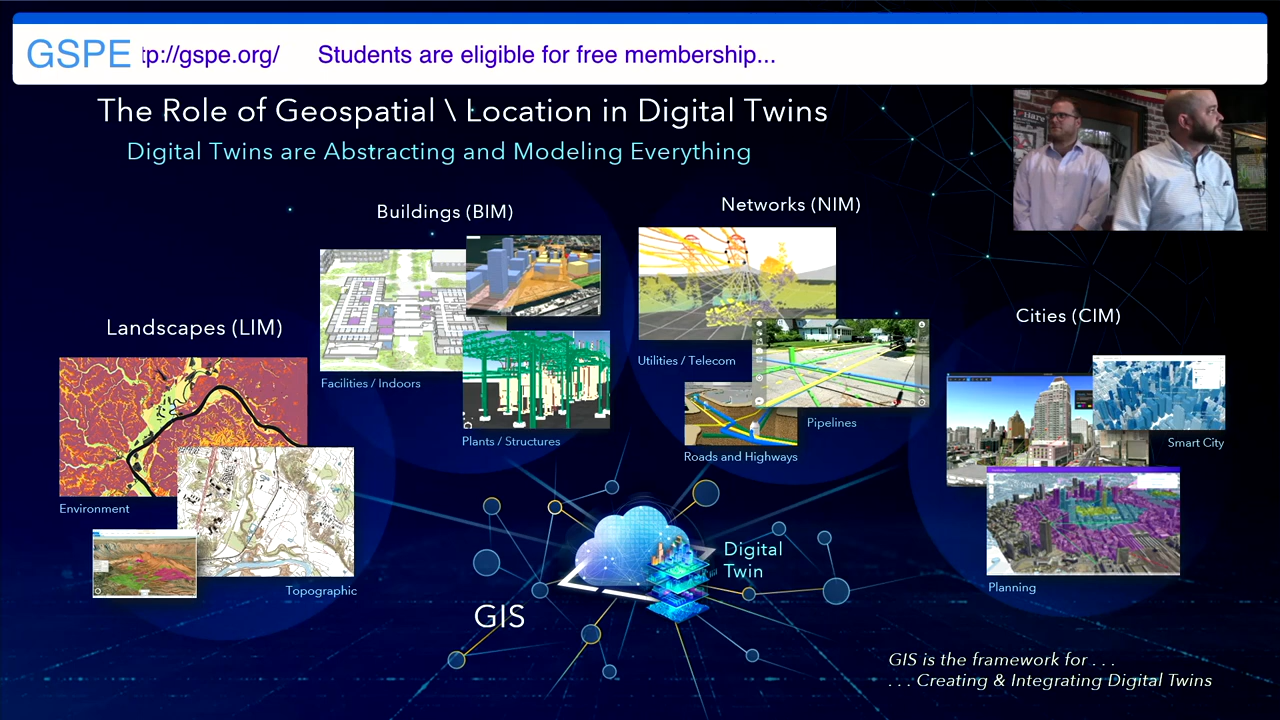 GSPE tp://gspe.org/ Students are eligible for free membership...
The Role of Geospatial \ Location in Digital Twins
Digital Twins are Abstracting and Modeling Everything
Landscapes (LIM)
Environment
Topographic
Buildings (BIM)
Facilities / Indoors
Plants / Structures
Networks (NIM)
Utilities / Telecom
Pipelines
Roads and Highways
Cities (CIM)
Smart City
Planning
GIS
Digital
Twin
GIS is the framework for . . .
. . . Creating & Integrating Digital Twins